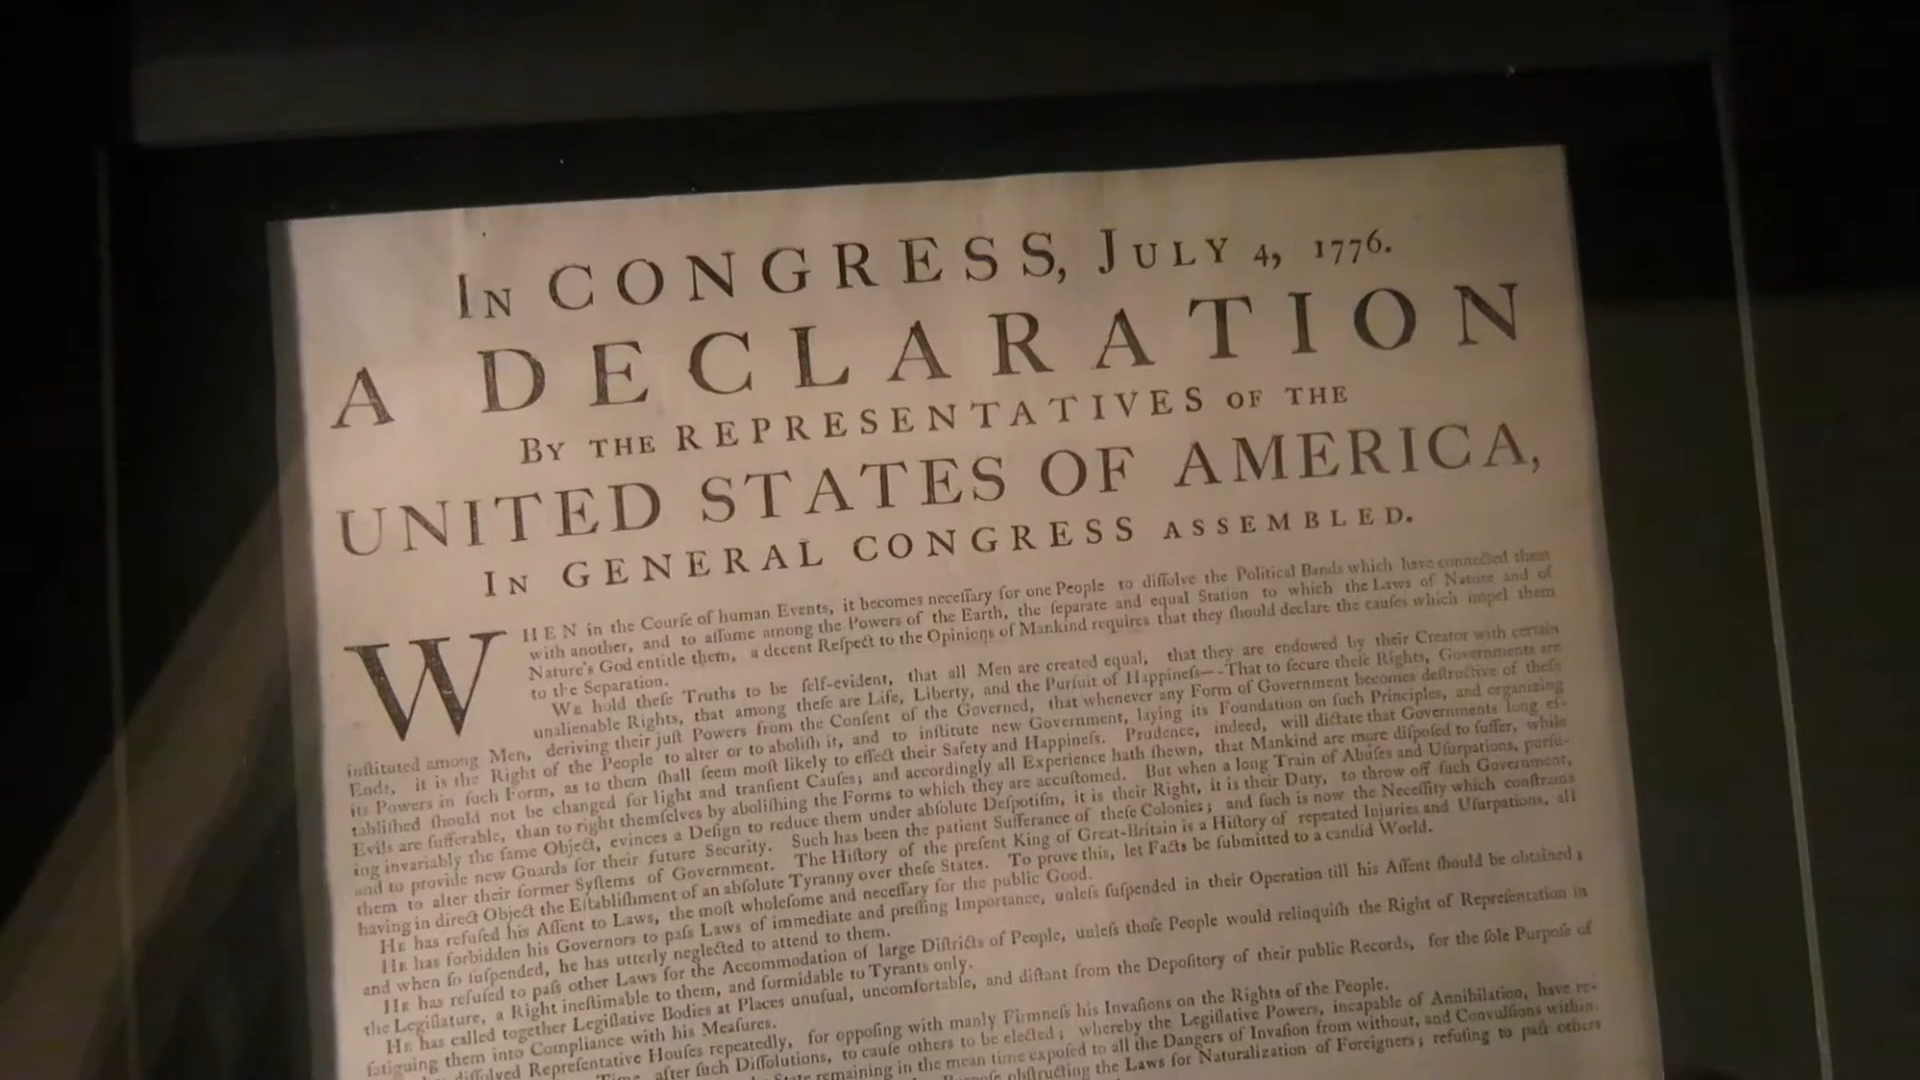 IN CONGRESS, JULY 4, 1776.
A DECLARATION
BY THE REPRESENTATIVES OF THE
UNITED STATES OF AMERICA,
IN GENERAL CONGRESS ASSEMBLED.
WHEN in the Courſe of human Events, it becomes neceſſary for one People to diſſolve the Political Bands which have connected them
with another, and to aſſume among the Powers of the Earth, the ſeparate and equal Station to which the Laws of Nature and of
Nature's God entitle them, a decent Reſpect to the Opinions of Mankind requires that they ſhould declare the cauſes which impel them
to the Separation.
WE hold theſe Truths to be ſelf-evident, that all Men are created equal, that they are endowed by their Creator with certain
unalienable Rights, that among theſe are Life, Liberty, and the Purſuit of Happineſs--That to ſecure theſe Rights, Governments are
inſtituted among Men, deriving their juſt Powers from the Conſent of the Governed, that whenever any Form of Government becomes deſtructive of theſe
Ends, it is the Right of the People to alter or to aboliſh it, and to inſtitute new Government, laying its Foundation on ſuch Principles, and organizing
its Powers in ſuch Form, as to them ſhall ſeem moſt likely to effect their Safety and Happineſs. Prudence, indeed, will dictate that Governments long eſ-
tabliſhed ſhould not be changed for light and tranſient Cauſes; and accordingly all Experience hath ſhewn, that Mankind are more diſpoſed to ſuffer, while
Evils are ſufferable, than to right themſelves by aboliſhing the Forms to which they are accuſtomed. But when a long Train of Abuſes and Uſurpations, purſu-
ing invariably the ſame Object, evinces a Deſign to reduce them under abſolute Deſpotiſm, it is their Right, it is their Duty, to throw off ſuch Government,
and to provide new Guards for their future Security. Such has been the patient Sufferance of theſe Colonies; and ſuch is now the Neceſſity which conſtrains
them to alter their former Syſtems of Government. The Hiſtory of the preſent King of Great-Britain is a Hiſtory of repeated Injuries and Uſurpations, all
having in direct Object the Eſtabliſhment of an abſolute Tyranny over theſe States. To prove this, let Facts be ſubmitted to a candid World.
HE has refuſed his Aſſent to Laws, the moſt wholeſome and neceſſary for the public Good.
HE has forbidden his Governors to paſs Laws of immediate and preſſing Importance, unleſs ſuſpended in their Operation till his Aſſent ſhould be obtained;
and when ſo ſuſpended, he has utterly neglected to attend to them.
HE has refuſed to paſs other Laws for the Accommodation of large Diſtricts of People, unleſs thoſe People would relinquiſh the Right of Repreſentation in
the Legiſlature, a Right ineſtimable to them, and formidable to Tyrants only.
HE has called together Legiſlative Bodies at Places unuſual, uncomfortable, and diſtant from the Depoſitory of their public Records, for the ſole Purpoſe of
fatiguing them into Compliance with his Meaſures.
diſſolved Repreſentative Houſes repeatedly, for oppoſing with manly Firmneſs his Invaſions on the Rights of the People.
Time, after ſuch Diſſolutions, to cauſe others to be elected; whereby the Legiſlative Powers, incapable of Annihilation, have re-
State remaining in the mean time expoſed to all the Dangers of Invaſion from without, and Convulſions within.
obſtructing the Laws for Naturalization of Foreigners; refuſing to paſs others